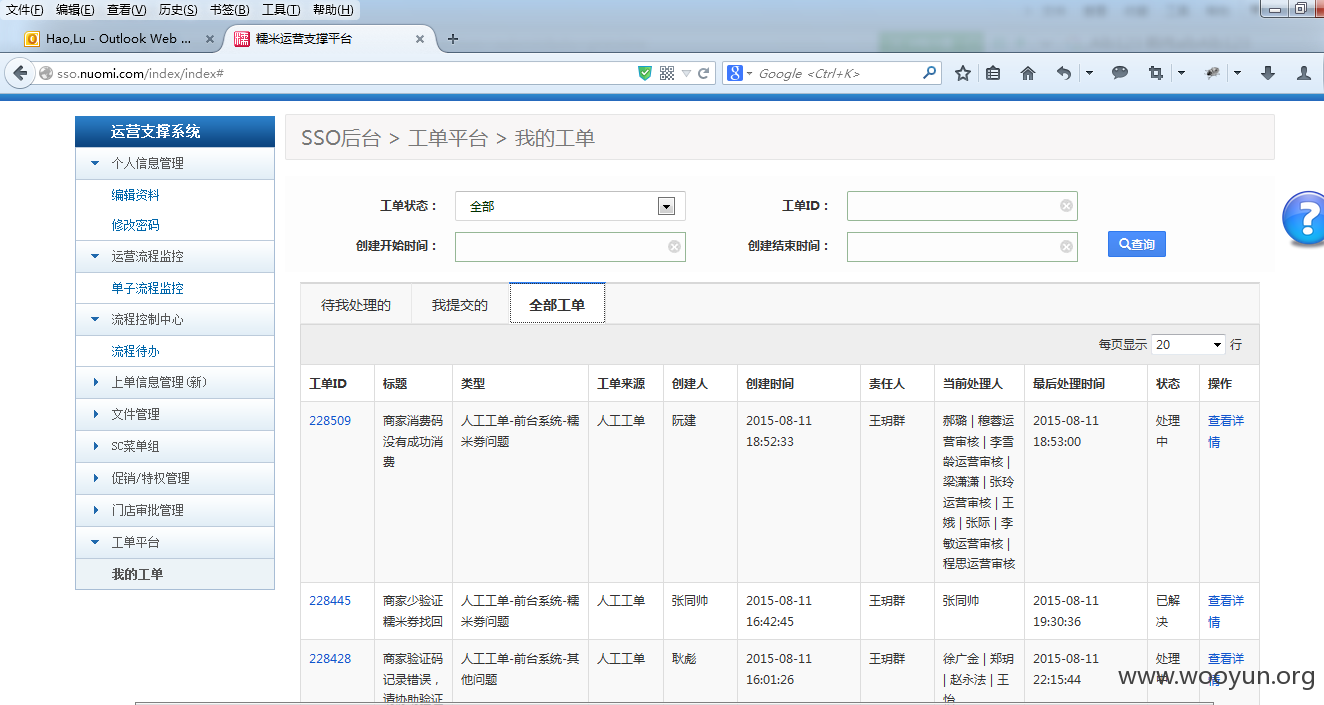 文件(F) 编辑(E) 查看(V) 历史(S) 书签(B) 工具(T) 帮助(H)
Hao,Lu - Outlook Web ...
糯米运营支撑平台
sso.nuomi.com/index/index#
Google <Ctrl+K>
运营支撑系统
个人信息管理
编辑资料
修改密码
运营流程监控
单子流程监控
流程控制中心
流程待办
上单信息管理(新)
文件管理
SC菜单组
促销/特权管理
门店审批管理
工单平台
我的工单
SSO后台 > 工单平台 > 我的工单
工单状态: 全部 工单ID:
创建开始时间: 创建结束时间: 查询
待我处理的 我提交的 全部工单
每页显示 20 行
工单ID 标题 类型 工单来源 创建人 创建时间 责任人 当前处理人 最后处理时间 状态 操作
228509 商家消费码 人工工单-前台系统-糯 人工工单 阮建 2015-08-11 王玥群 郝璐 | 穆蓉运 2015-08-11 处理 查看详
没有成功消 米券问题 18:52:33 营审核 | 李雪 18:53:00 中 情
费 龄运营审核 |
梁潇潇 | 张玲
运营审核 | 王
娥 | 张际 | 李
敏运营审核 |
程思运营审核
228445 商家少验证 人工工单-前台系统-糯 人工工单 张同帅 2015-08-11 王玥群 张同帅 2015-08-11 已解 查看详
糯米券找回 米券问题 16:42:45 19:30:36 决 情
228428 商家验证码 人工工单-前台系统-其 人工工单 耿彪 2015-08-11 王玥群 徐广金 | 郑玥 2015-08-11 处理 查看详
记录错误， 他问题 16:01:26 | 赵永法 | 王 22:15:44 中 情
请协助验证 怡
www.wooyun.org